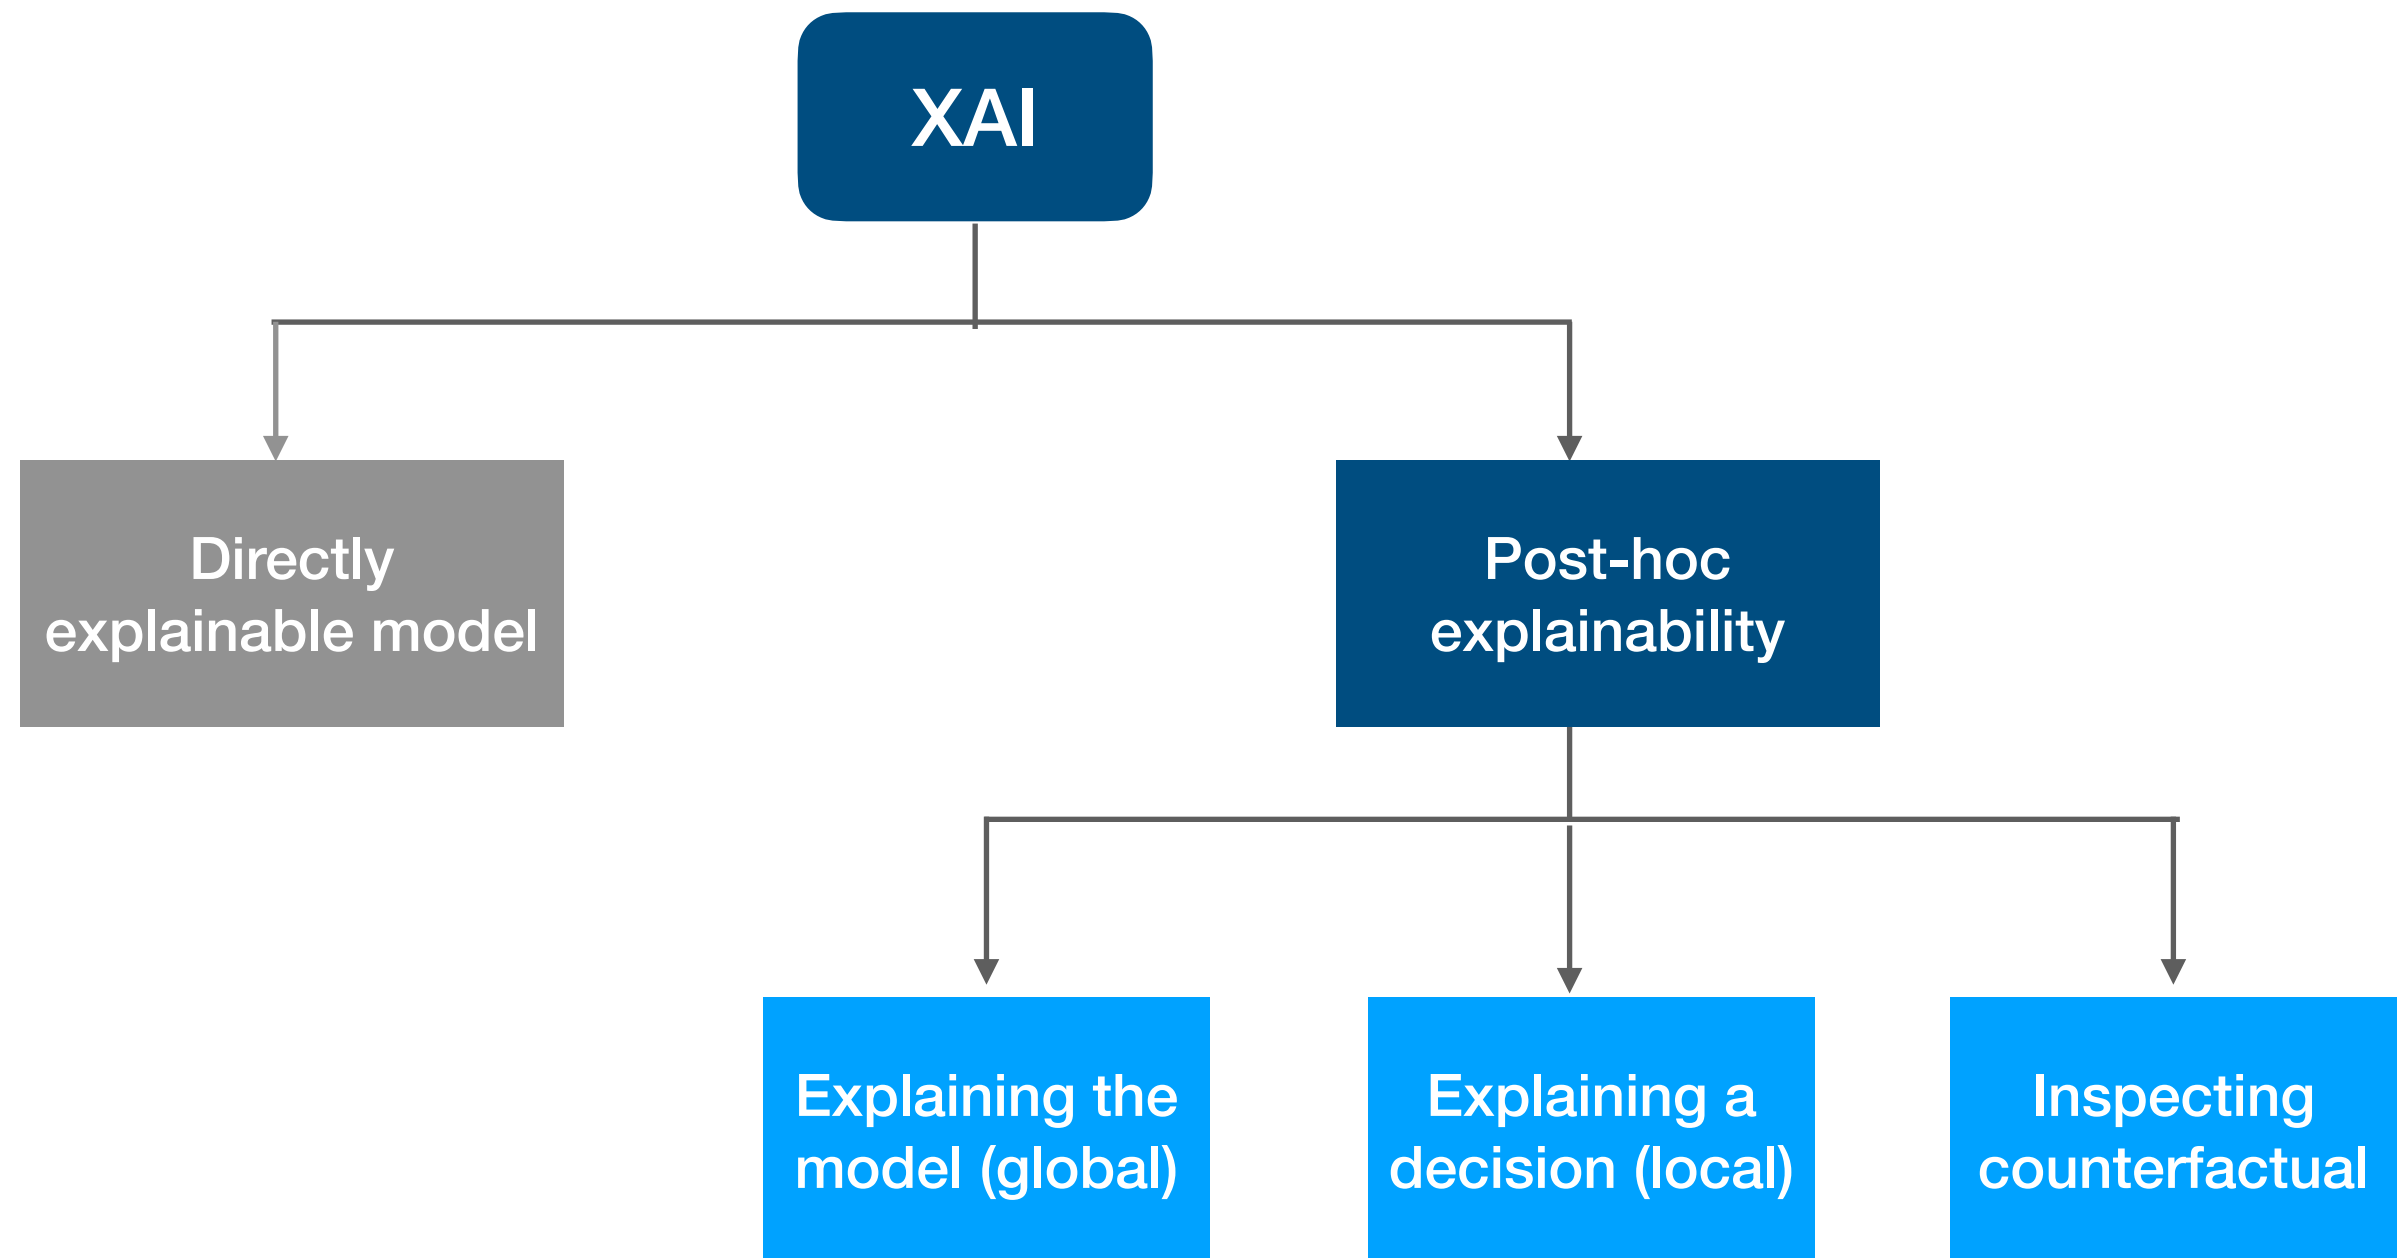 XAI
Directly
explainable model
Post-hoc
explainability
Explaining the
model (global)
Explaining a
decision (local)
Inspecting
counterfactual